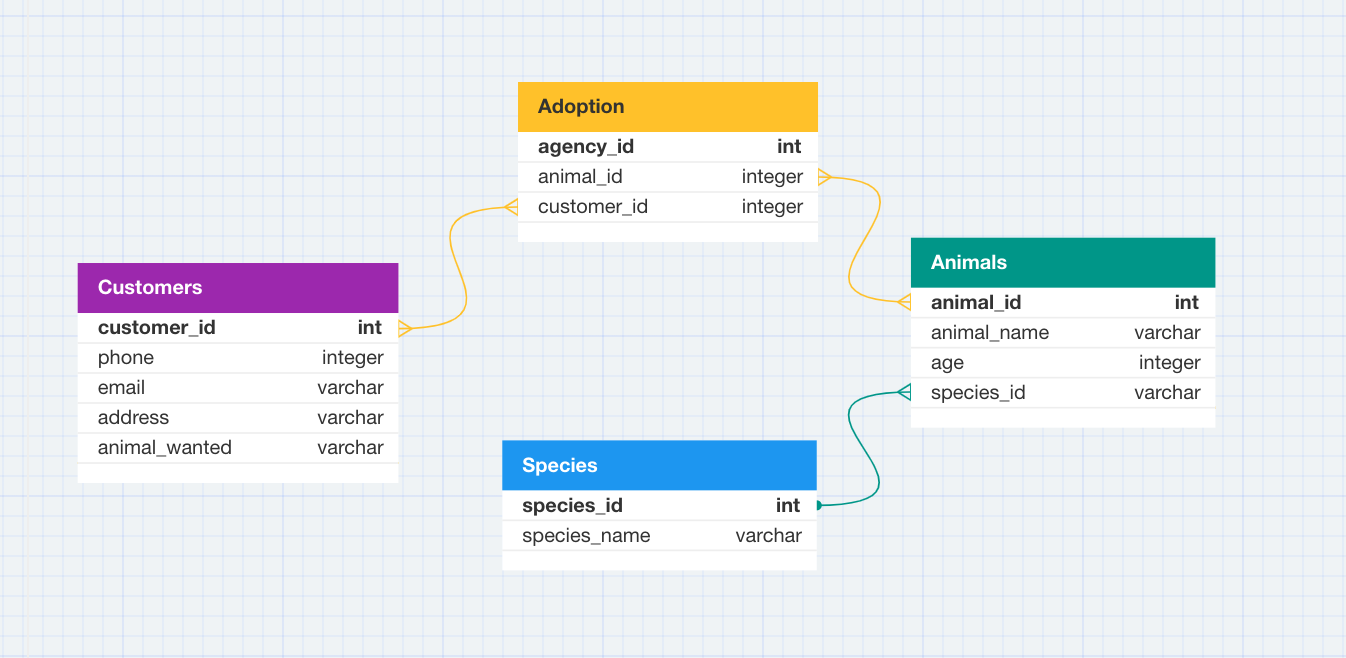 Adoption
agency_id int
animal_id integer
customer_id integer
Customers
customer_id int
phone integer
email varchar
address varchar
animal_wanted varchar
Animals
animal_id int
animal_name varchar
age integer
species_id varchar
Species
species_id int
species_name varchar